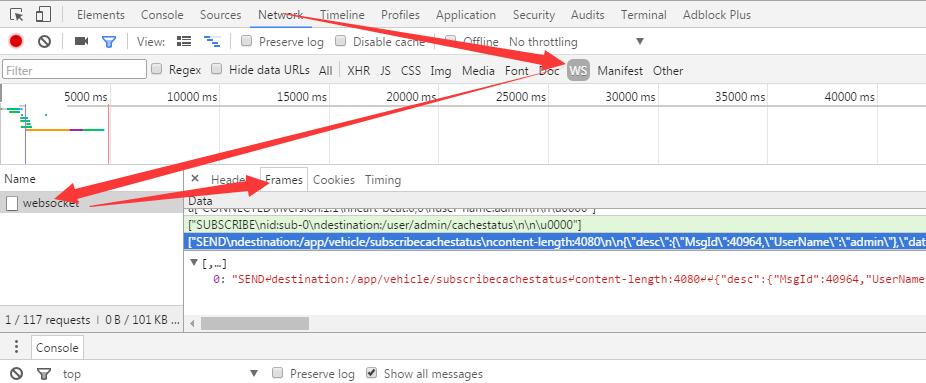 Elements Console Sources Network Timeline Profiles Application Security Audits Terminal Adblock Plus
View: Preserve log Disable cache Offline No throttling
Filter Regex Hide data URLs All XHR JS CSS Img Media Font Doc WS Manifest Other
5000 ms 10000 ms 15000 ms 20000 ms 25000 ms 30000 ms 35000 ms 40000 ms
Name
× Headers Frames Cookies Timing
websocket
Data
a["CONNECTED\nversion:1.1\nheart-beat:0,0\nuser-name:admin\n\n\u0000"]
["SUBSCRIBE\nid:sub-0\ndestination:/user/admin/cachestatus\n\n\u0000"]
["SEND\ndestination:/app/vehicle/subscribecachestatus\ncontent-length:4080\n\n{\"desc\":{\"MsgId\":40964,\"UserName\":\"admin\"},\"dat
[,…]
0: "SEND↵destination:/app/vehicle/subscribecachestatus↵content-length:4080↵↵{"desc":{"MsgId":40964,"UserName
1 / 117 requests | 0 B / 101 KB ...
Console
top Preserve log Show all messages